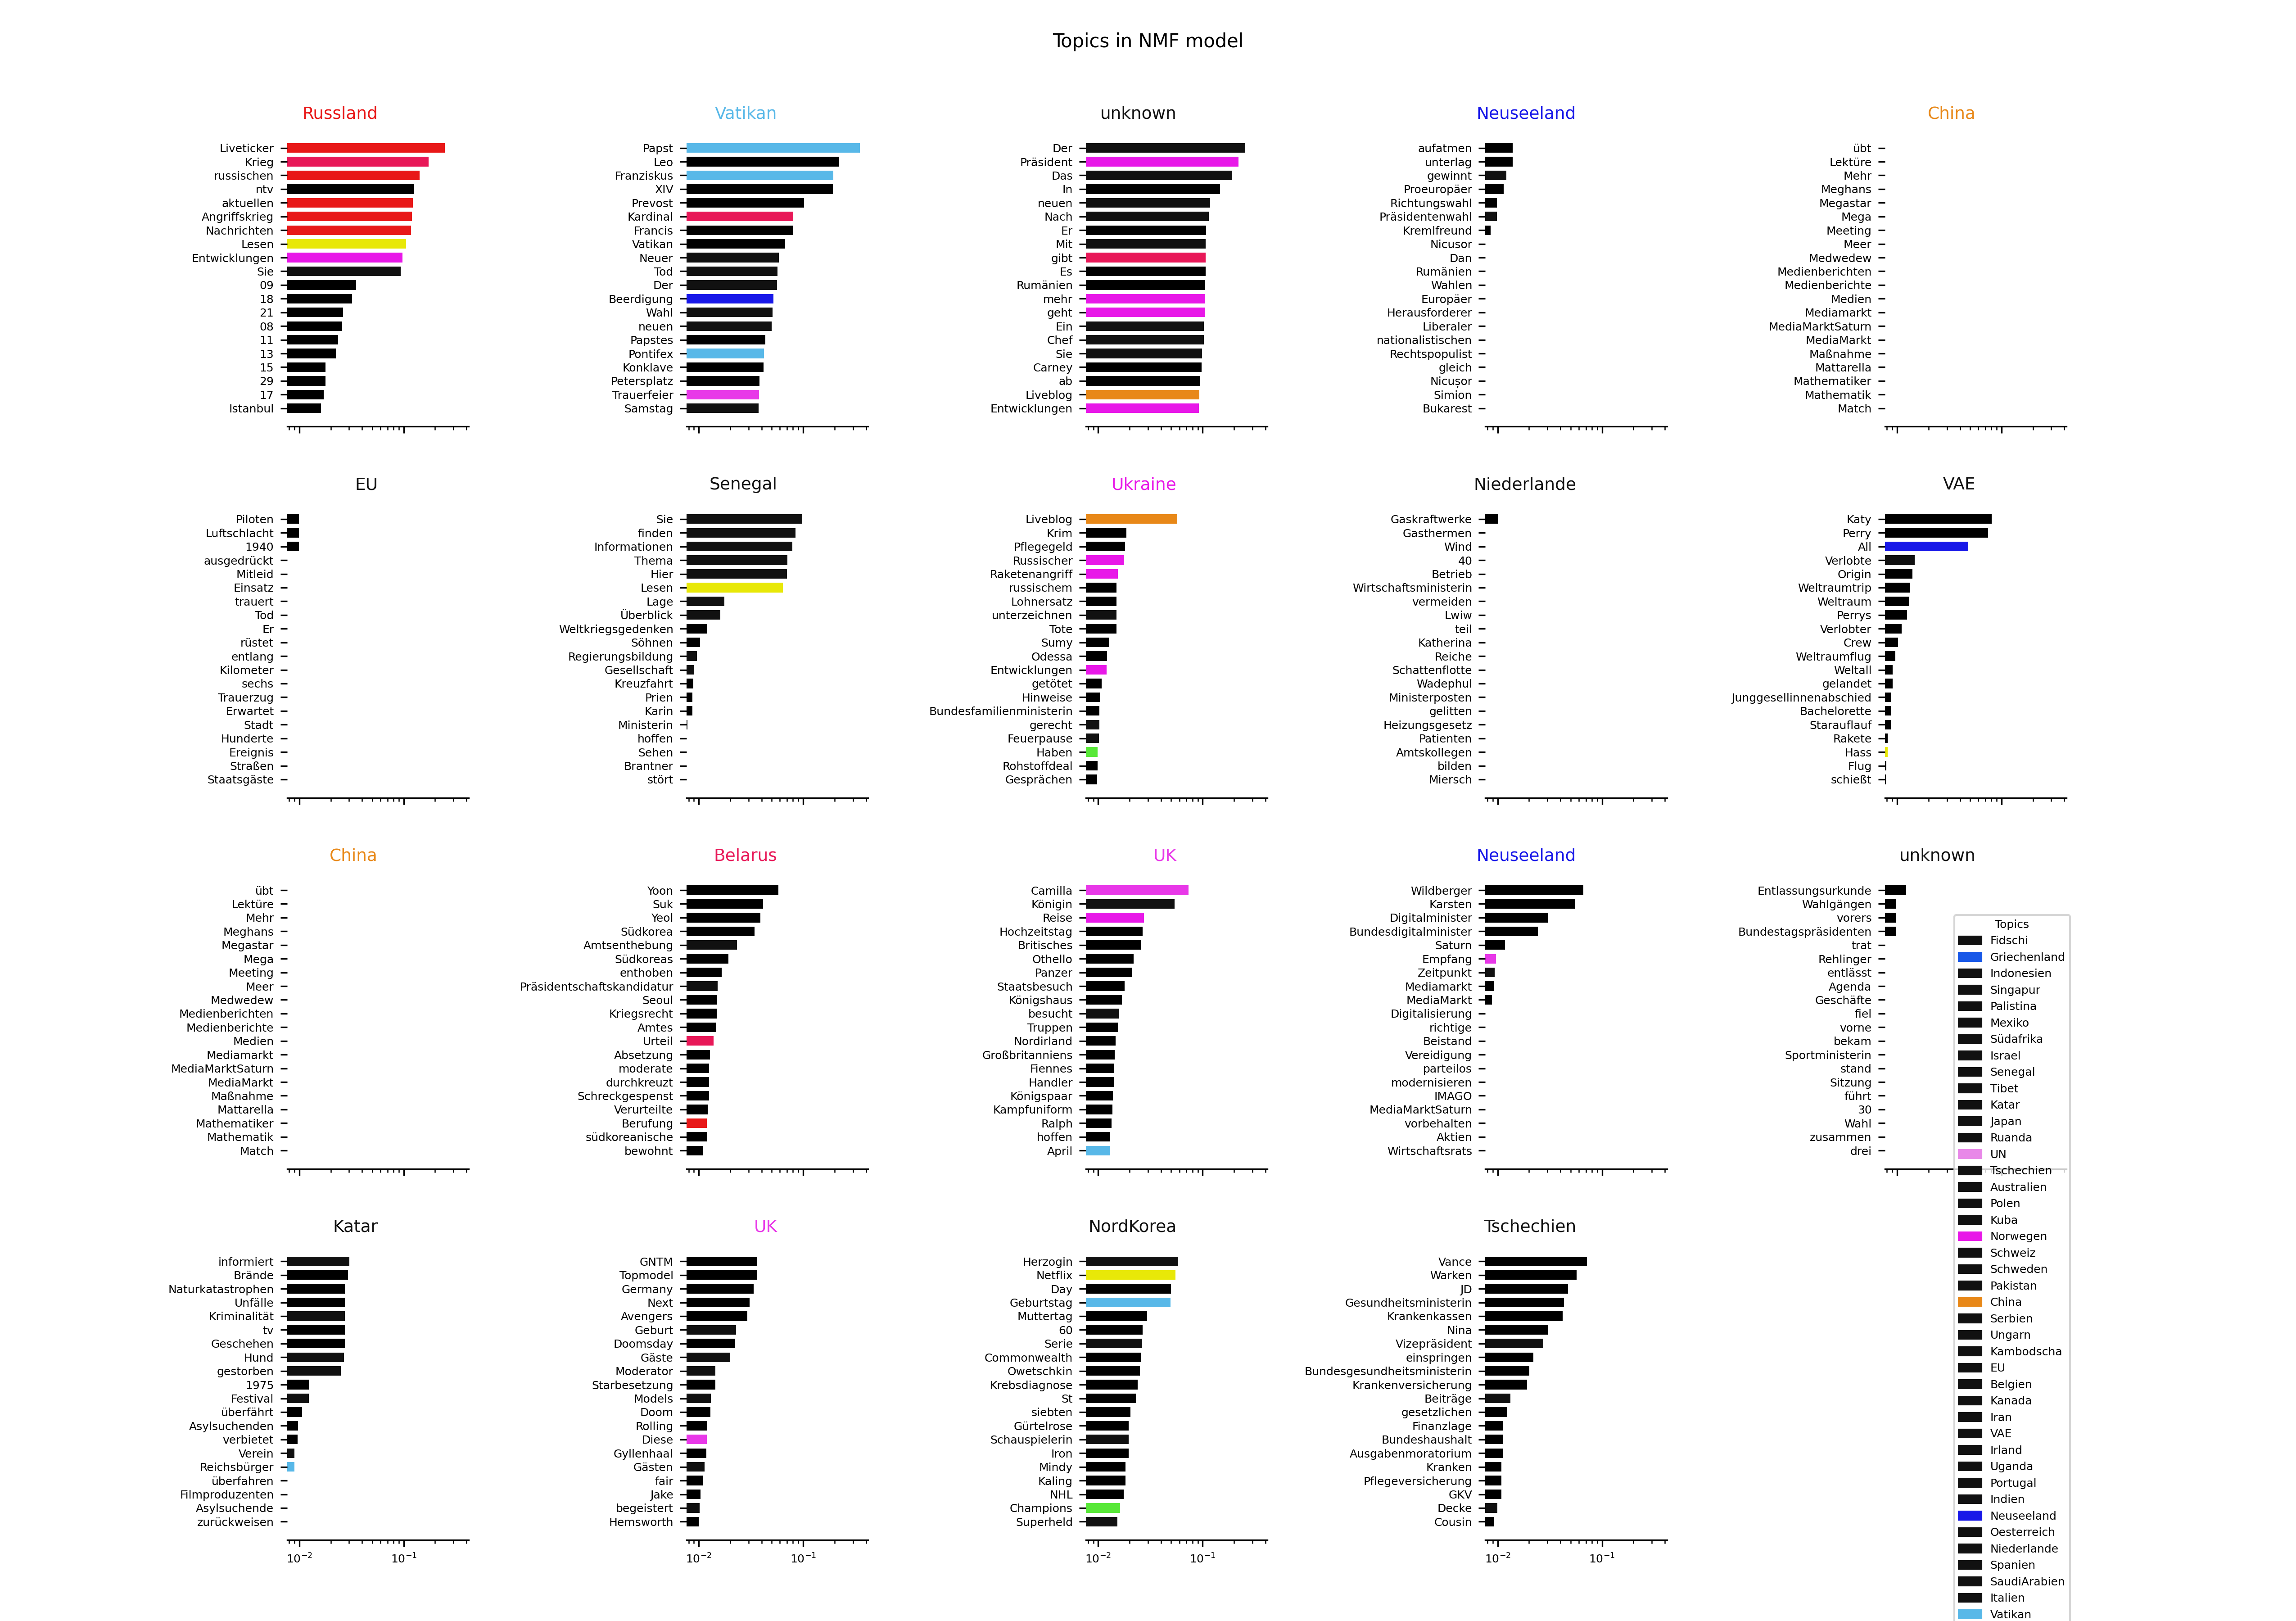 Topics in NMF model
Russland
Liveticker
Krieg
russischen
ntv
aktuellen
Angriffskrieg
Nachrichten
Lesen
Entwicklungen
Sie
09
18
21
08
11
13
15
29
17
Istanbul
Vatikan
Papst
Leo
Franziskus
XIV
Prevost
Kardinal
Francis
Vatikan
Neuer
Tod
Der
Beerdigung
Wahl
neuen
Papstes
Pontifex
Konklave
Petersplatz
Trauerfeier
Samstag
unknown
Der
Präsident
Das
In
neuen
Nach
Er
Mit
gibt
Es
Rumänien
mehr
geht
Ein
Chef
Sie
Carney
ab
Liveblog
Entwicklungen
Neuseeland
aufatmen
unterlag
gewinnt
Proeuropäer
Richtungswahl
Präsidentenwahl
Kremlfreund
Nicusor
Dan
Rumänien
Wahlen
Europäer
Herausforderer
Liberaler
nationalistischen
Rechtspopulist
gleich
Nicușor
Simion
Bukarest
China
übt
Lektüre
Mehr
Meghans
Megastar
Mega
Meeting
Meer
Medwedew
Medienberichten
Medienberichte
Medien
Mediamarkt
MediaMarktSaturn
MediaMarkt
Maßnahme
Mattarella
Mathematiker
Mathematik
Match
EU
Piloten
Luftschlacht
1940
ausgedrückt
Mitleid
Einsatz
trauert
Tod
Er
rüstet
entlang
Kilometer
sechs
Trauerzug
Erwartet
Stadt
Hunderte
Ereignis
Straßen
Staatsgäste
Senegal
Sie
finden
Informationen
Thema
Hier
Lesen
Lage
Überblick
Weltkriegsgedenken
Söhnen
Regierungsbildung
Gesellschaft
Kreuzfahrt
Prien
Karin
Ministerin
hoffen
Sehen
Brantner
stört
Ukraine
Liveblog
Krim
Pflegegeld
Russischer
Raketenangriff
russischem
Lohnersatz
unterzeichnen
Tote
Sumy
Odessa
Entwicklungen
getötet
Hinweise
Bundesfamilienministerin
gerecht
Feuerpause
Haben
Rohstoffdeal
Gesprächen
Niederlande
Gaskraftwerke
Gasthermen
Wind
40
Betrieb
Wirtschaftsministerin
vermeiden
Lwiw
teil
Katherina
Reiche
Schattenflotte
Wadephul
Ministerposten
gelitten
Heizungsgesetz
Patienten
Amtskollegen
bilden
Miersch
VAE
Katy
Perry
All
Verlobte
Origin
Weltraumtrip
Weltraum
Perrys
Verlobter
Crew
Weltraumflug
Weltall
gelandet
Junggesellinnenabschied
Bachelorette
Starauflauf
Rakete
Hass
Flug
schießt
China
übt
Lektüre
Mehr
Meghans
Megastar
Mega
Meeting
Meer
Medwedew
Medienberichten
Medienberichte
Medien
Mediamarkt
MediaMarktSaturn
MediaMarkt
Maßnahme
Mattarella
Mathematiker
Mathematik
Match
Belarus
Yoon
Suk
Yeol
Südkorea
Amtsenthebung
Südkoreas
enthoben
Präsidentschaftskandidatur
Seoul
Kriegsrecht
Amtes
Urteil
Absetzung
moderate
durchkreuzt
Schreckgespenst
Verurteilte
Berufung
südkoreanische
bewohnt
UK
Camilla
Königin
Reise
Hochzeitstag
Britisches
Othello
Panzer
Staatsbesuch
Königshaus
besucht
Truppen
Nordirland
Großbritanniens
Fiennes
Handler
Königspaar
Kampfuniform
Ralph
hoffen
April
Neuseeland
Wildberger
Karsten
Digitalminister
Bundesdigitalminister
Saturn
Empfang
Zeitpunkt
Mediamarkt
MediaMarkt
Digitalisierung
richtige
Beistand
Vereidigung
parteilos
modernisieren
IMAGO
MediaMarktSaturn
vorbehalten
Aktien
Wirtschaftsrats
unknown
Entlassungsurkunde
Wahlgängen
vorers
Bundestagspräsidenten
trat
Rehlinger
entlässt
Agenda
Geschäfte
fiel
vorne
bekam
Sportministerin
stand
Sitzung
führt
30
Wahl
zusammen
drei
Katar
informiert
Brände
Naturkatastrophen
Unfälle
Kriminalität
tv
Geschehen
Hund
gestorben
1975
Festival
überfährt
Asylsuchenden
verbietet
Verein
Reichsbürger
überfahren
Filmproduzenten
Asylsuchende
zurückweisen
10⁻² 10⁻¹
UK
GNTM
Topmodel
Germany
Next
Avengers
Geburt
Doomsday
Gäste
Moderator
Starbesetzung
Models
Doom
Rolling
Diese
Gyllenhaal
Gästen
fair
Jake
begeistert
Hemsworth
10⁻² 10⁻¹
NordKorea
Herzogin
Netflix
Day
Geburtstag
Muttertag
60
Serie
Commonwealth
Owetschkin
Krebsdiagnose
St
siebten
Gürtelrose
Schauspielerin
Iron
Mindy
Kaling
NHL
Champions
Superheld
10⁻² 10⁻¹
Tschechien
Vance
Warken
JD
Gesundheitsministerin
Krankenkassen
Nina
Vizepräsident
einspringen
Bundesgesundheitsministerin
Krankenversicherung
Beiträge
gesetzlichen
Finanzlage
Bundeshaushalt
Ausgabenmoratorium
Kranken
Pflegeversicherung
GKV
Decke
Cousin
10⁻² 10⁻¹
Topics
Fidschi
Griechenland
Indonesien
Singapur
Palistina
Mexiko
Südafrika
Israel
Senegal
Tibet
Katar
Japan
Ruanda
UN
Tschechien
Australien
Polen
Kuba
Norwegen
Schweiz
Schweden
Pakistan
China
Serbien
Ungarn
Kambodscha
EU
Belgien
Kanada
Iran
VAE
Irland
Uganda
Portugal
Indien
Neuseeland
Oesterreich
Niederlande
Spanien
SaudiArabien
Italien
Vatikan